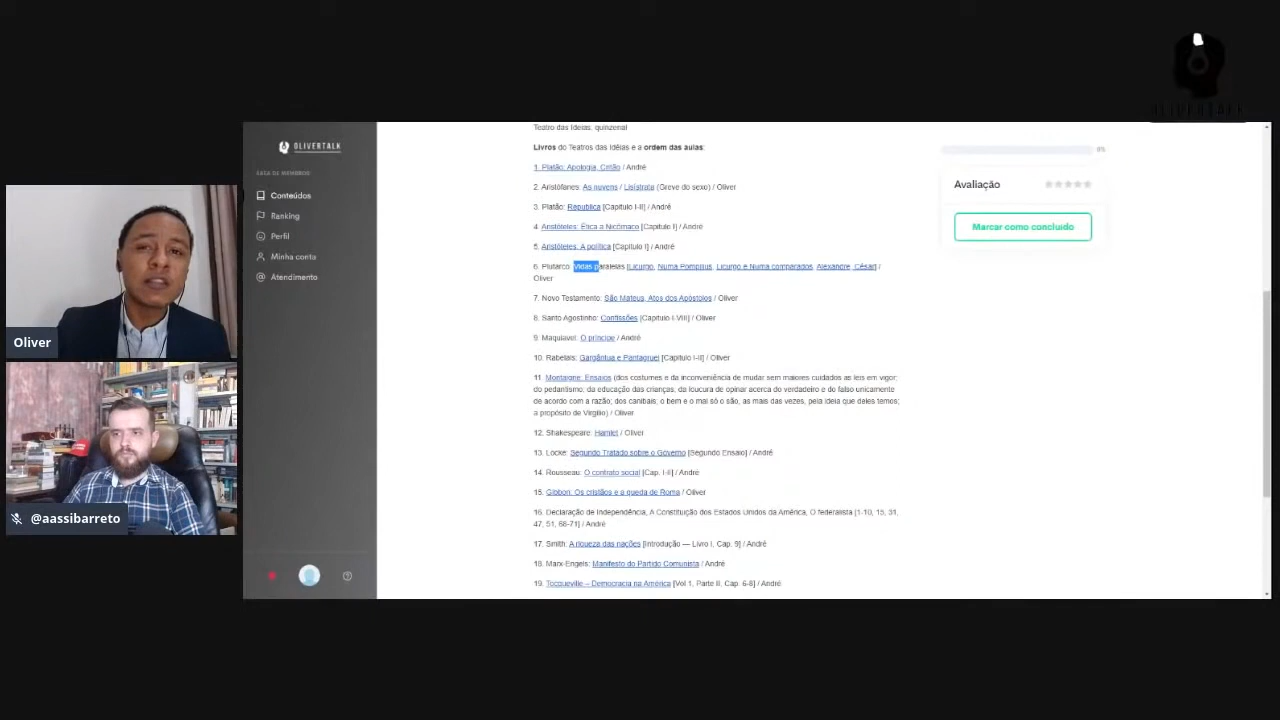 OLIVERTALK
OLIVERTALK
ÁREA DE MEMBROS
Conteúdos
Ranking
Perfil
Minha conta
Atendimento
Oliver
@aassibarreto
Teatro das Ideias: quinzenal
Livros do Teatros das Idéias e a ordem das aulas:
1. Platão: Apologia, Críton / André
2. Aristófanes: As nuvens / Lisístrata (Greve do sexo) / Oliver
3. Platão: República [Capítulo I-II] / André
4. Aristóteles: Ética a Nicômaco [Capítulo I] / André
5. Aristóteles: A política [Capítulo I] / André
6. Plutarco: Vidas paralelas [Licurgo, Numa Pompilius, Licurgo e Numa comparados, Alexandre, César] /
Oliver
7. Novo Testamento: São Mateus, Atos dos Apóstolos / Oliver
8. Santo Agostinho: Confissões [Capítulo I-VIII] / Oliver
9. Maquiavel: O príncipe / André
10. Rabelais: Gargântua e Pantagruel [Capítulo I-II] / Oliver
11. Montaigne: Ensaios (dos costumes e da inconveniência de mudar sem maiores cuidados as leis em vigor;
do pedantismo; da educação das crianças; da loucura de opinar acerca do verdadeiro e do falso unicamente
de acordo com a razão; dos canibais; o bem e o mal só o são, as mais das vezes, pela ideia que deles temos;
a propósito de Virgílio) / Oliver
12. Shakespeare: Hamlet / Oliver
13. Locke: Segundo Tratado sobre o Governo [Segundo Ensaio] / André
14. Rousseau: O contrato social [Cap. I-II] / André
15. Gibbon: Os cristãos e a queda de Roma / Oliver
16. Declaração de Independência, A Constituição dos Estados Unidos da América, O federalista [1-10, 15, 31,
47, 51, 68-71] / André
17. Smith: A riqueza das nações [Introdução — Livro I, Cap. 9] / André
18. Marx-Engels: Manifesto do Partido Comunista / André
19. Tocqueville – Democracia na América [Vol 1, Parte II, Cap. 6-8] / André
0%
Avaliação
Marcar como concluído